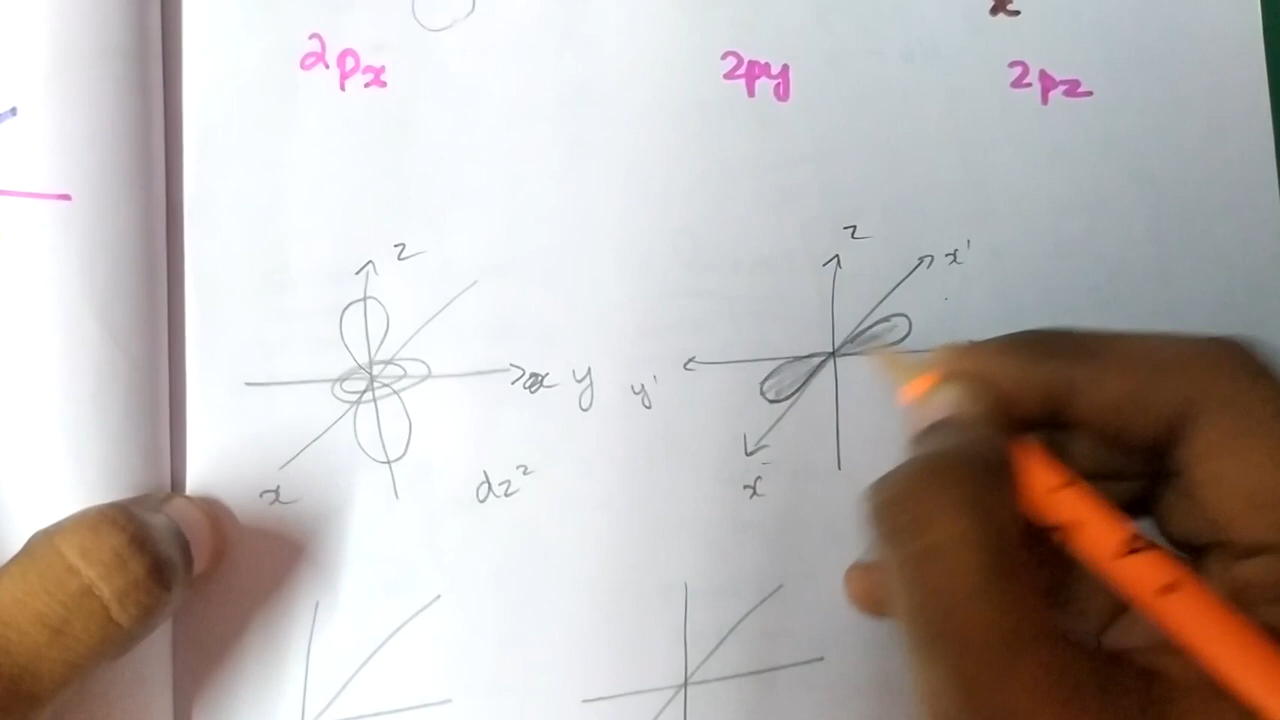 x
2px 2py 2pz
z z x'
y y'
x dz² x